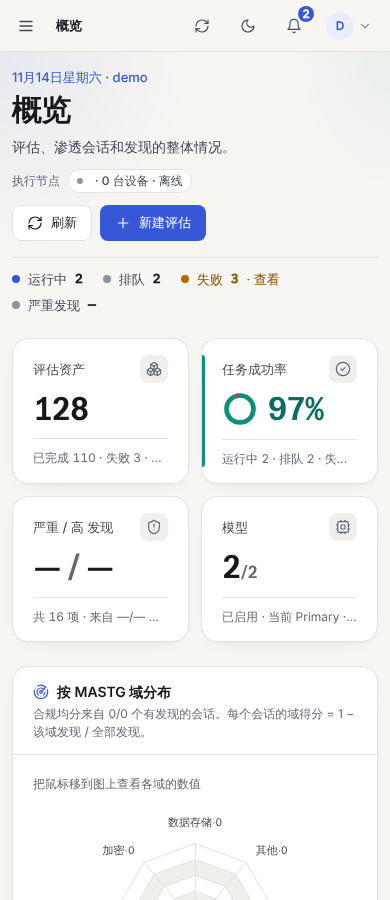 概览
2
D
11月14日星期六 · demo
概览
评估、渗透会话和发现的整体情况。
执行节点 · 0 台设备 · 离线
刷新 新建评估
运行中 2 排队 2 失败 3 · 查看
严重发现 —
评估资产
128
已完成 110 · 失败 3 · ...
任务成功率
97%
运行中 2 · 排队 2 · 失...
严重 / 高 发现
— / —
共 16 项 · 来自 —/— ...
模型
2/2
已启用 · 当前 Primary ·...
按 MASTG 域分布
合规均分来自 0/0 个有发现的会话。每个会话的域得分 = 1 −
该域发现 / 全部发现。
把鼠标移到图上查看各域的数值
数据存储·0
加密·0 其他·0